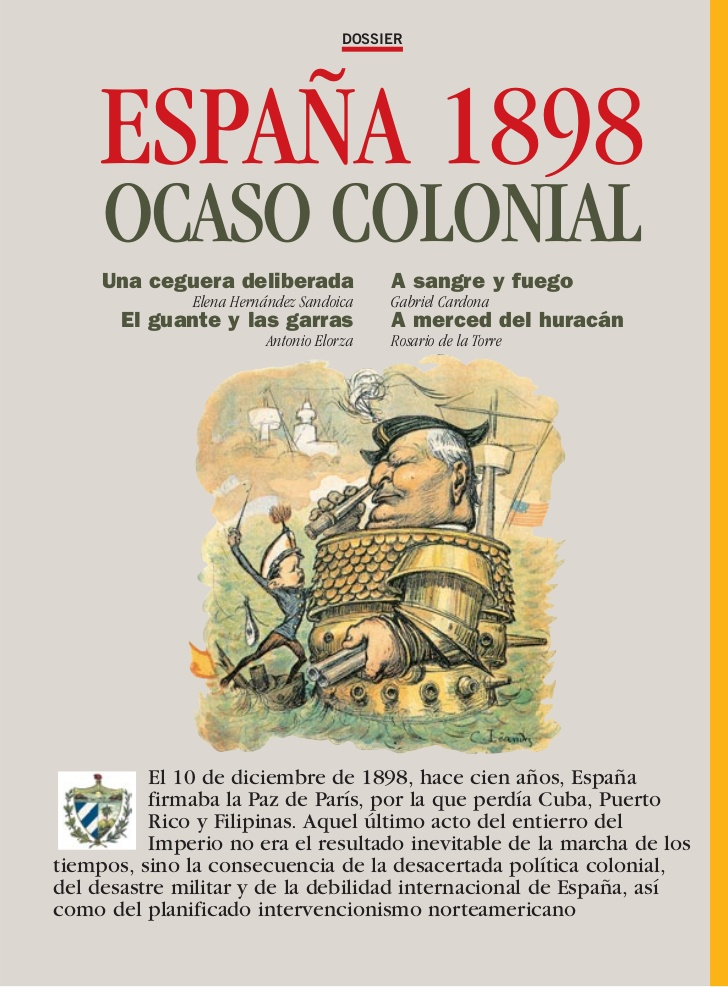 DOSSIER
ESPAÑA 1898
OCASO COLONIAL
Una ceguera deliberada
Elena Hernández Sandoica
El guante y las garras
Antonio Elorza
A sangre y fuego
Gabriel Cardona
A merced del huracán
Rosario de la Torre
El 10 de diciembre de 1898, hace cien años, España
firmaba la Paz de París, por la que perdía Cuba, Puerto
Rico y Filipinas. Aquel último acto del entierro del
Imperio no era el resultado inevitable de la marcha de los
tiempos, sino la consecuencia de la desacertada política colonial,
del desastre militar y de la debilidad internacional de España, así
como del planificado intervencionismo norteamericano